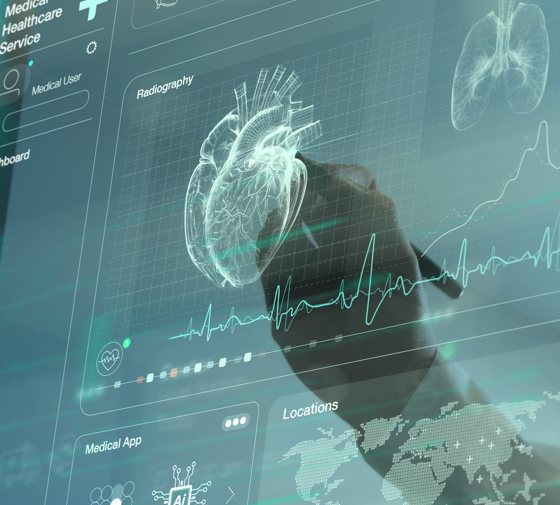 Medical
Healthcare
Service
Medical User
hboard
Radiography
Medical App
Ai
Locations